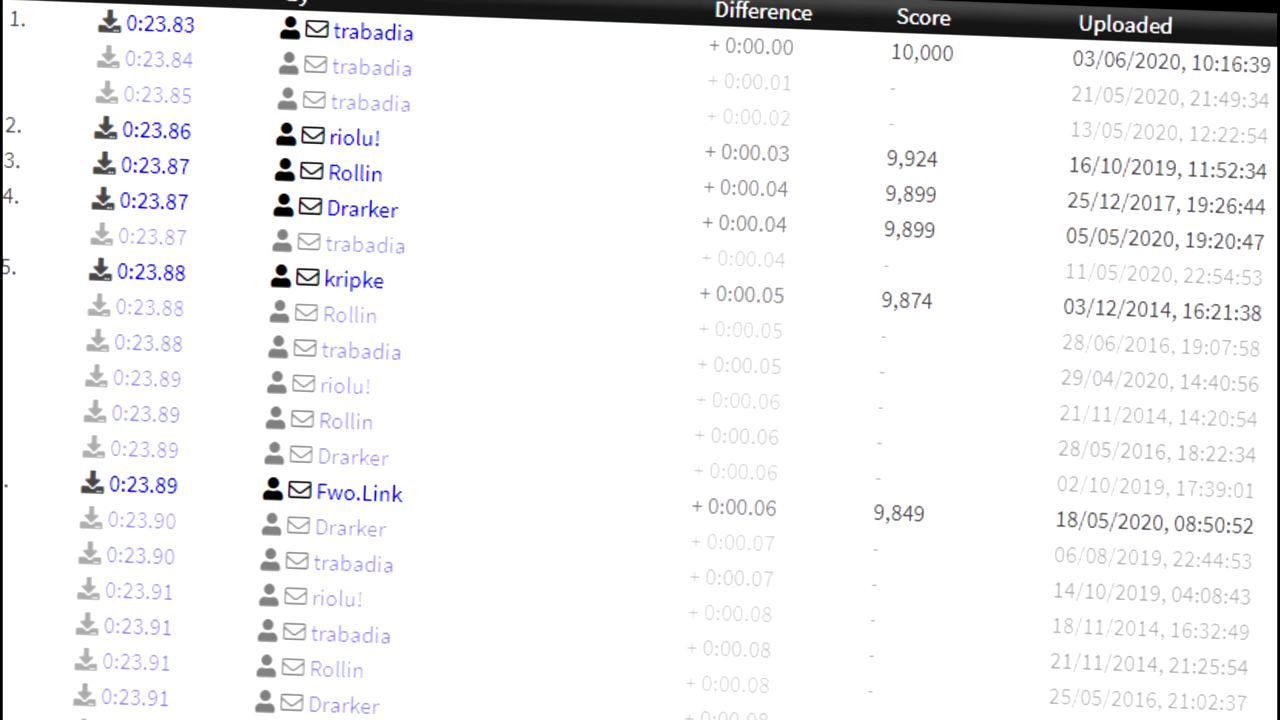 Difference Score Uploaded
1. 0:23.83 trabadia + 0:00.00 10,000 03/06/2020, 10:16:39
0:23.84 trabadia + 0:00.01 - 21/05/2020, 21:49:34
0:23.85 trabadia + 0:00.02 - 13/05/2020, 12:22:54
2. 0:23.86 riolu! + 0:00.03 9,924 16/10/2019, 11:52:34
3. 0:23.87 Rollin + 0:00.04 9,899 25/12/2017, 19:26:44
4. 0:23.87 Drarker + 0:00.04 9,899 05/05/2020, 19:20:47
0:23.87 trabadia + 0:00.04 - 11/05/2020, 22:54:53
5. 0:23.88 kripke + 0:00.05 9,874 03/12/2014, 16:21:38
0:23.88 Rollin + 0:00.05 - 28/06/2016, 19:07:58
0:23.88 trabadia + 0:00.05 - 29/04/2020, 14:40:56
0:23.89 riolu! + 0:00.06 - 21/11/2014, 14:20:54
0:23.89 Rollin + 0:00.06 - 28/05/2016, 18:22:34
0:23.89 Drarker + 0:00.06 - 02/10/2019, 17:39:01
. 0:23.89 Fwo.Link + 0:00.06 9,849 18/05/2020, 08:50:52
0:23.90 Drarker + 0:00.07 - 06/08/2019, 22:44:53
0:23.90 trabadia + 0:00.07 - 14/10/2019, 04:08:43
0:23.91 riolu! + 0:00.08 - 18/11/2014, 16:32:49
0:23.91 trabadia + 0:00.08 - 21/11/2014, 21:25:54
0:23.91 Rollin + 0:00.08 - 25/05/2016, 21:02:37
0:23.91 Drarker + 0:00.08